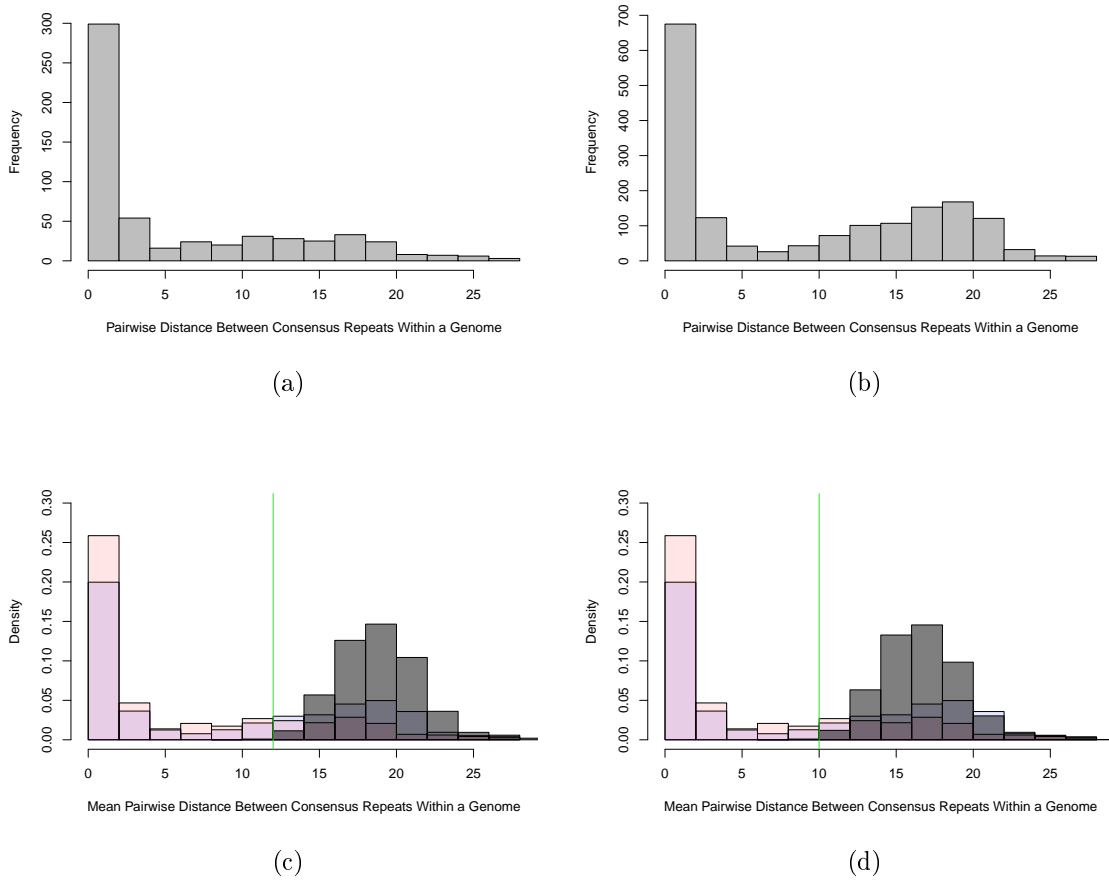 300
250
200
150
100
50
0
Frequency
0 5 10 15 20 25
Pairwise Distance Between Consensus Repeats Within a Genome
(a)
700
600
500
400
300
200
100
0
Frequency
0 5 10 15 20 25
Pairwise Distance Between Consensus Repeats Within a Genome
(b)
0.30
0.25
0.20
0.15
0.10
0.05
0.00
Density
0 5 10 15 20 25
Mean Pairwise Distance Between Consensus Repeats Within a Genome
(c)
0.30
0.25
0.20
0.15
0.10
0.05
0.00
Density
0 5 10 15 20 25
Mean Pairwise Distance Between Consensus Repeats Within a Genome
(d)